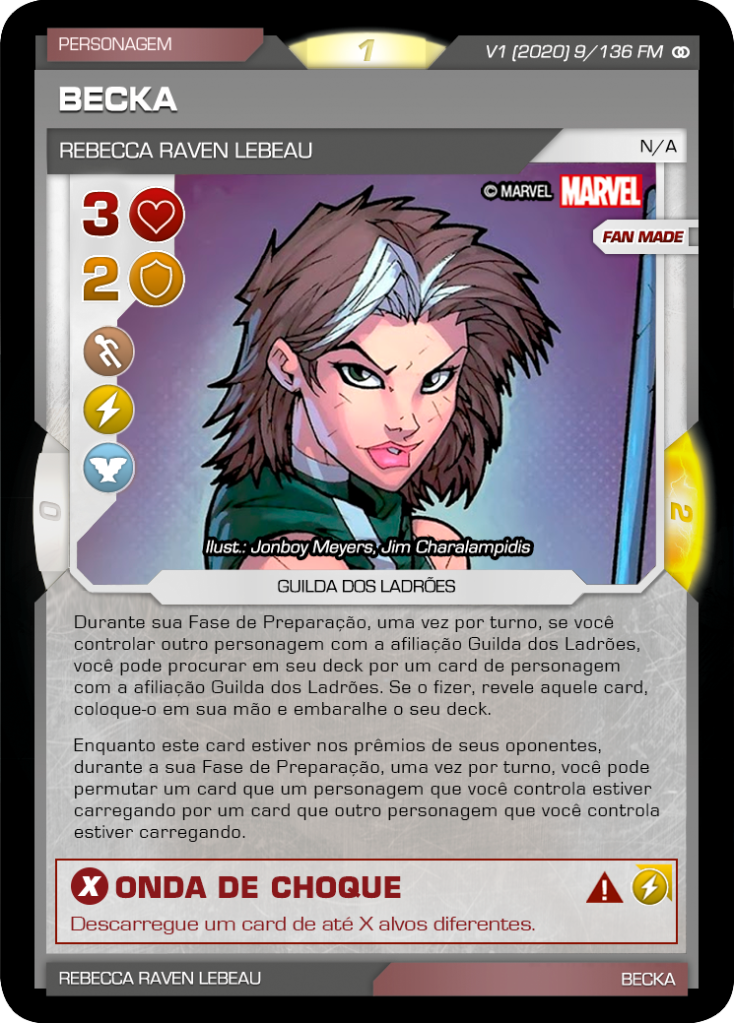 PERSONAGEM
1
V1 (2020) 9/136 FM
BECKA
REBECCA RAVEN LEBEAU
N/A
© MARVEL MARVEL
FAN MADE
3
2
0
2
Ilust.: Jonboy Meyers, Jim Charalampidis
GUILDA DOS LADRÕES
Durante sua Fase de Preparação, uma vez por turno, se você
controlar outro personagem com a afiliação Guilda dos Ladrões,
você pode procurar em seu deck por um card de personagem
com a afiliação Guilda dos Ladrões. Se o fizer, revele aquele card,
coloque-o em sua mão e embaralhe o seu deck.
Enquanto este card estiver nos prêmios de seus oponentes,
durante a sua Fase de Preparação, uma vez por turno, você pode
permutar um card que um personagem que você controla estiver
carregando por um card que outro personagem que você controla
estiver carregando.
X ONDA DE CHOQUE
Descarregue um card de até X alvos diferentes.
REBECCA RAVEN LEBEAU
BECKA